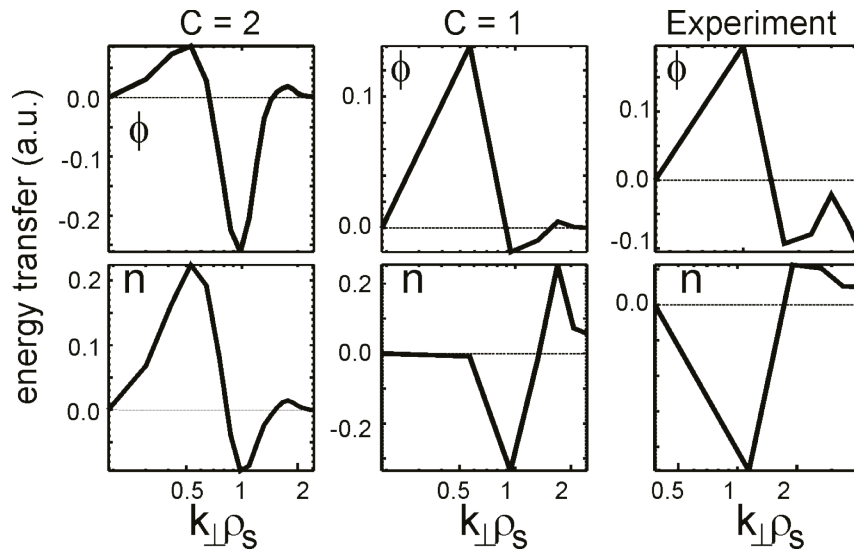 C = 2
C = 1
Experiment
energy transfer (a.u.)
0.0
-0.1
-0.2
ϕ
0.1
0.0
ϕ
0.1
0.0
-0.1
ϕ
0.2
0.1
0.0
n
0.2
0.0
-0.2
n
0.0
n
0.5
1
2
0.5
1
2
0.5
1
2
k⊥ρs
k⊥ρs
k⊥ρs